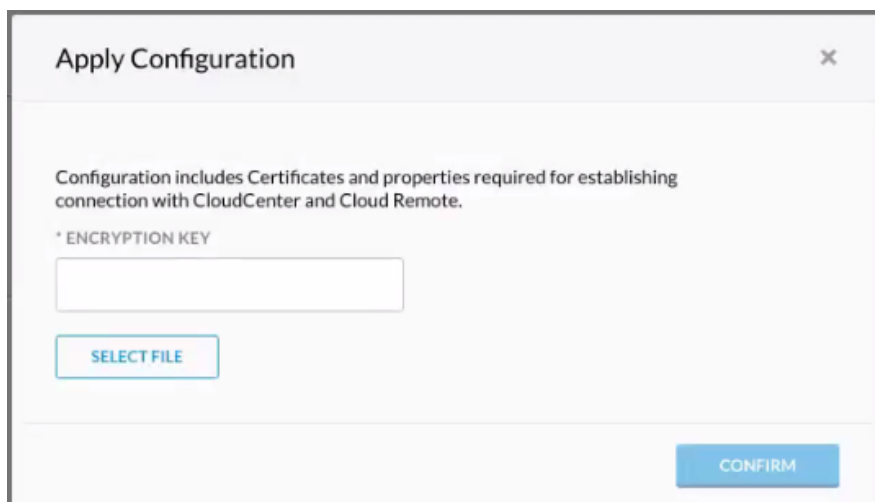 Apply Configuration
Configuration includes Certificates and properties required for establishing
connection with CloudCenter and Cloud Remote.
* ENCRYPTION KEY
SELECT FILE
CONFIRM